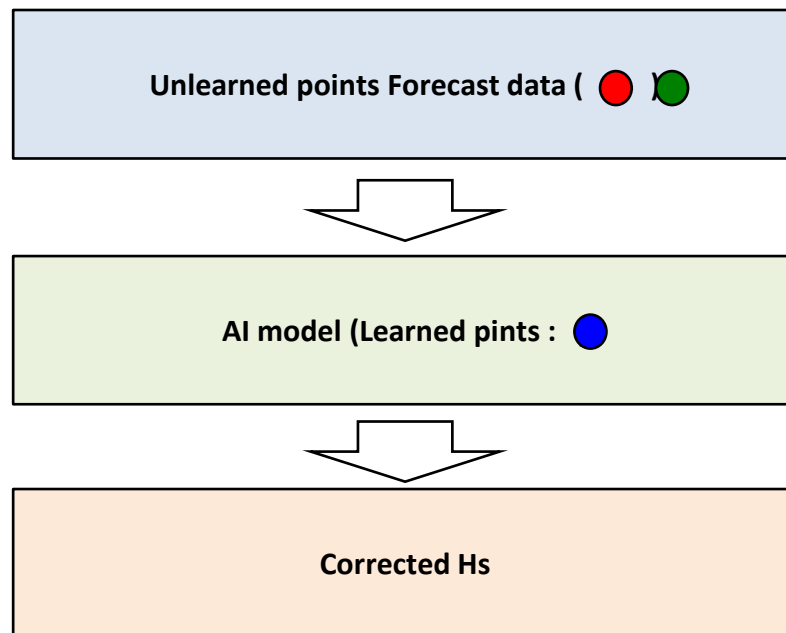 Unlearned points Forecast data ( )
AI model (Learned pints :
Corrected Hs